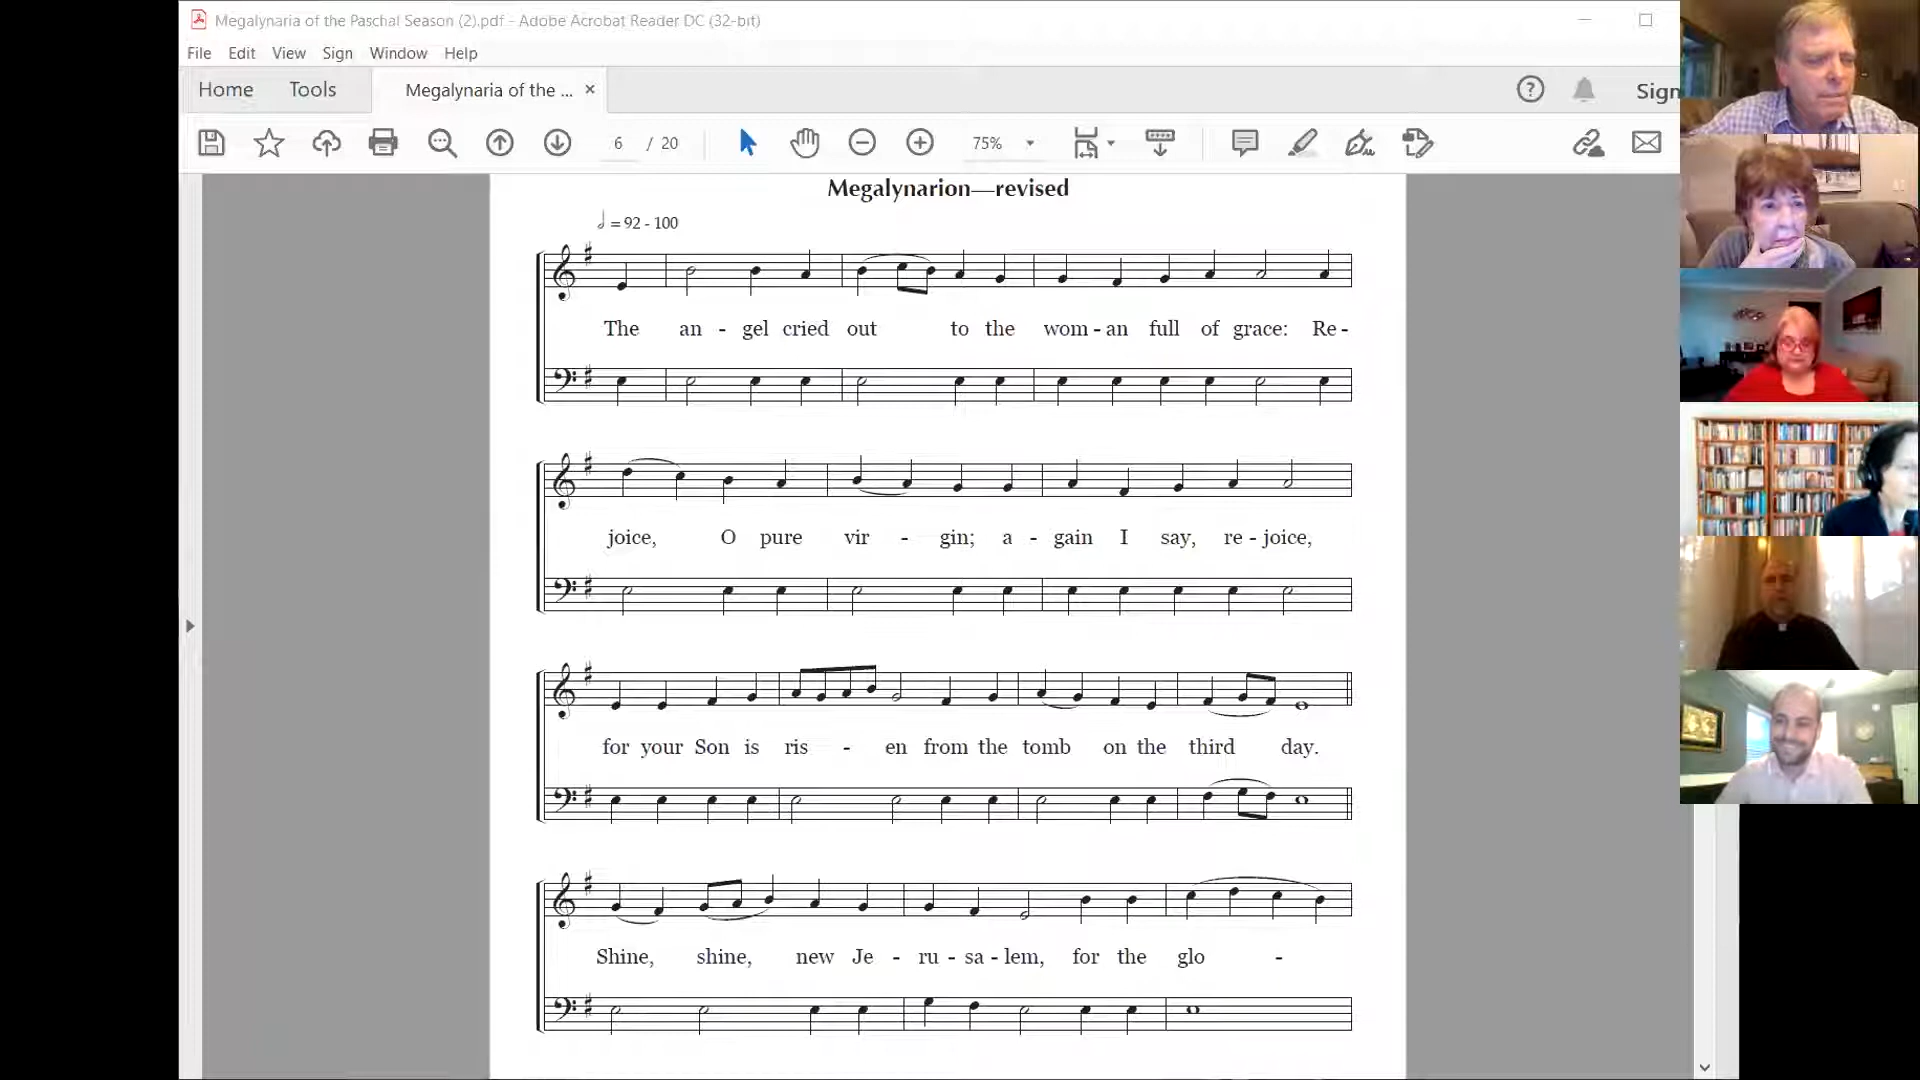 Megalynaria of the Paschal Season (2).pdf - Adobe Acrobat Reader DC (32-bit)
File Edit View Sign Window Help
Home Tools Megalynaria of the ... × Sign
6 / 20 75%
Megalynarion—revised
= 92 - 100
The an - gel cried out to the wom - an full of grace: Re -
joice, O pure vir - gin; a - gain I say, re - joice,
for your Son is ris - en from the tomb on the third day.
Shine, shine, new Je - ru - sa - lem, for the glo -